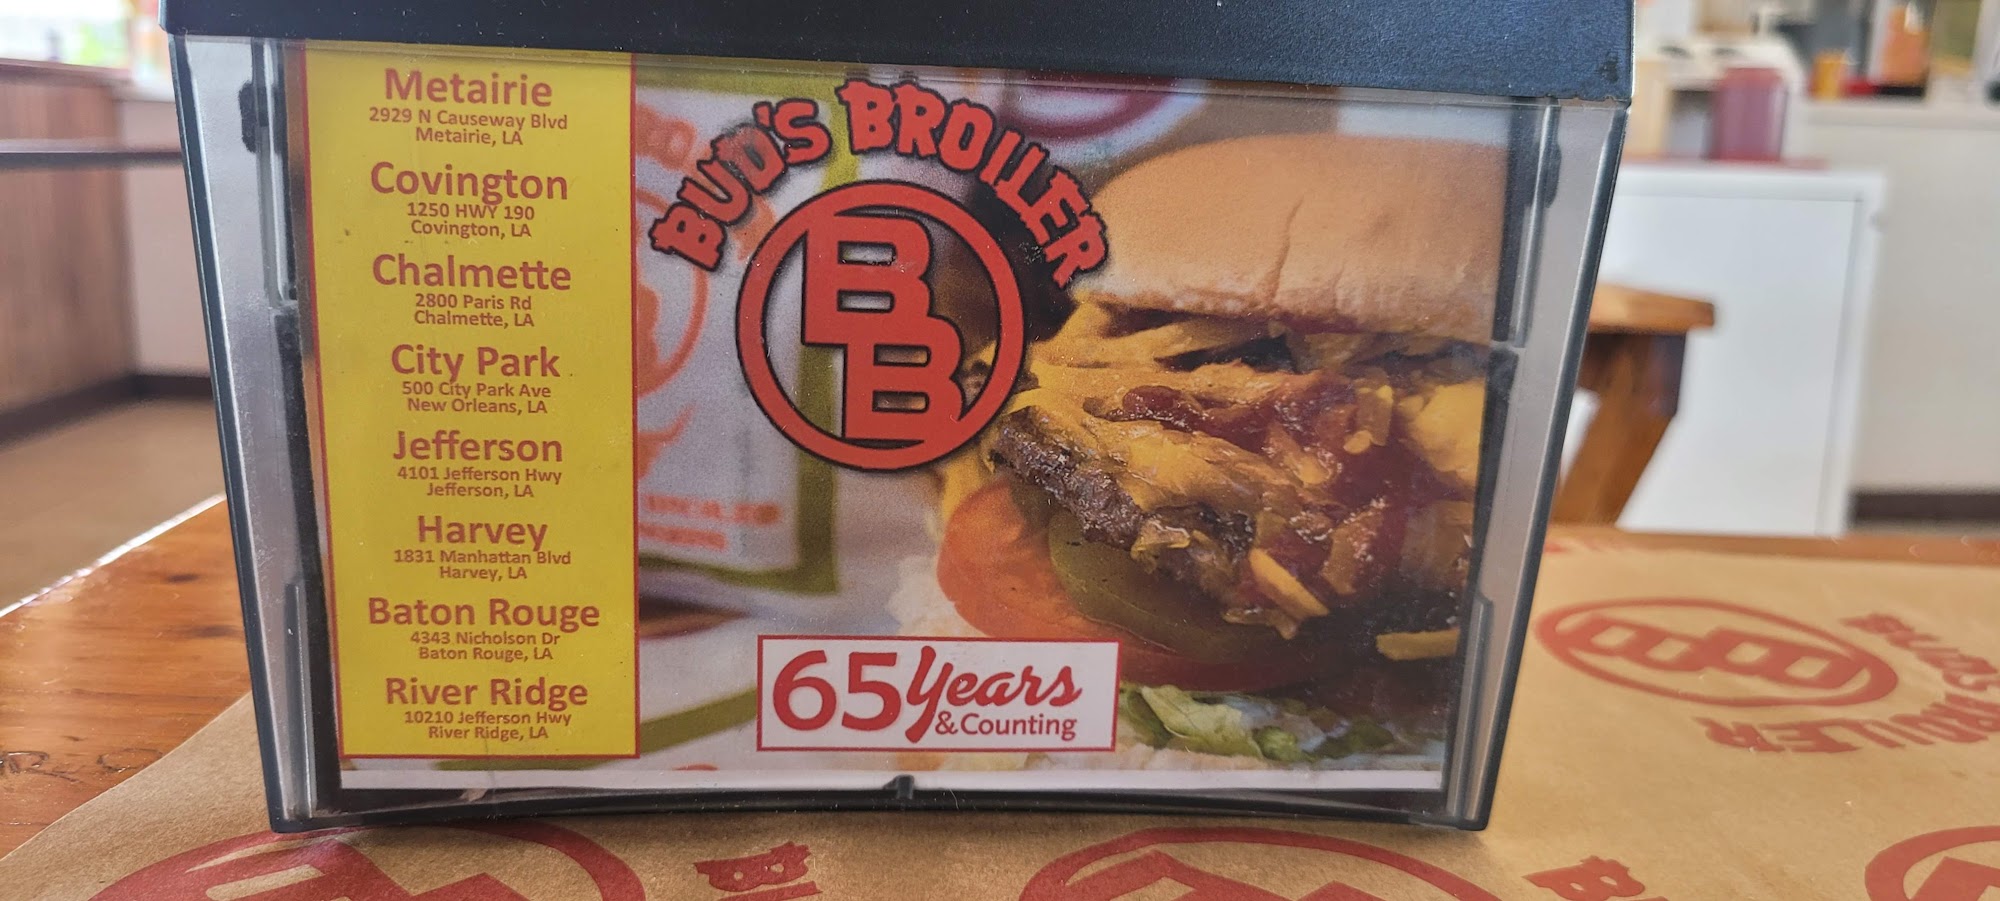 Metairie
2929 N Causeway Blvd
Metairie, LA
Covington
1250 HWY 190
Covington, LA
Chalmette
2800 Paris Rd
Chalmette, LA
City Park
500 City Park Ave
New Orleans, LA
Jefferson
4101 Jefferson Hwy
Jefferson, LA
Harvey
1831 Manhattan Blvd
Harvey, LA
Baton Rouge
4343 Nicholson Dr
Baton Rouge, LA
River Ridge
10210 Jefferson Hwy
River Ridge, LA
BUD'S BROILER
BB
65 Years
& Counting
BB
BUD'S BROILER